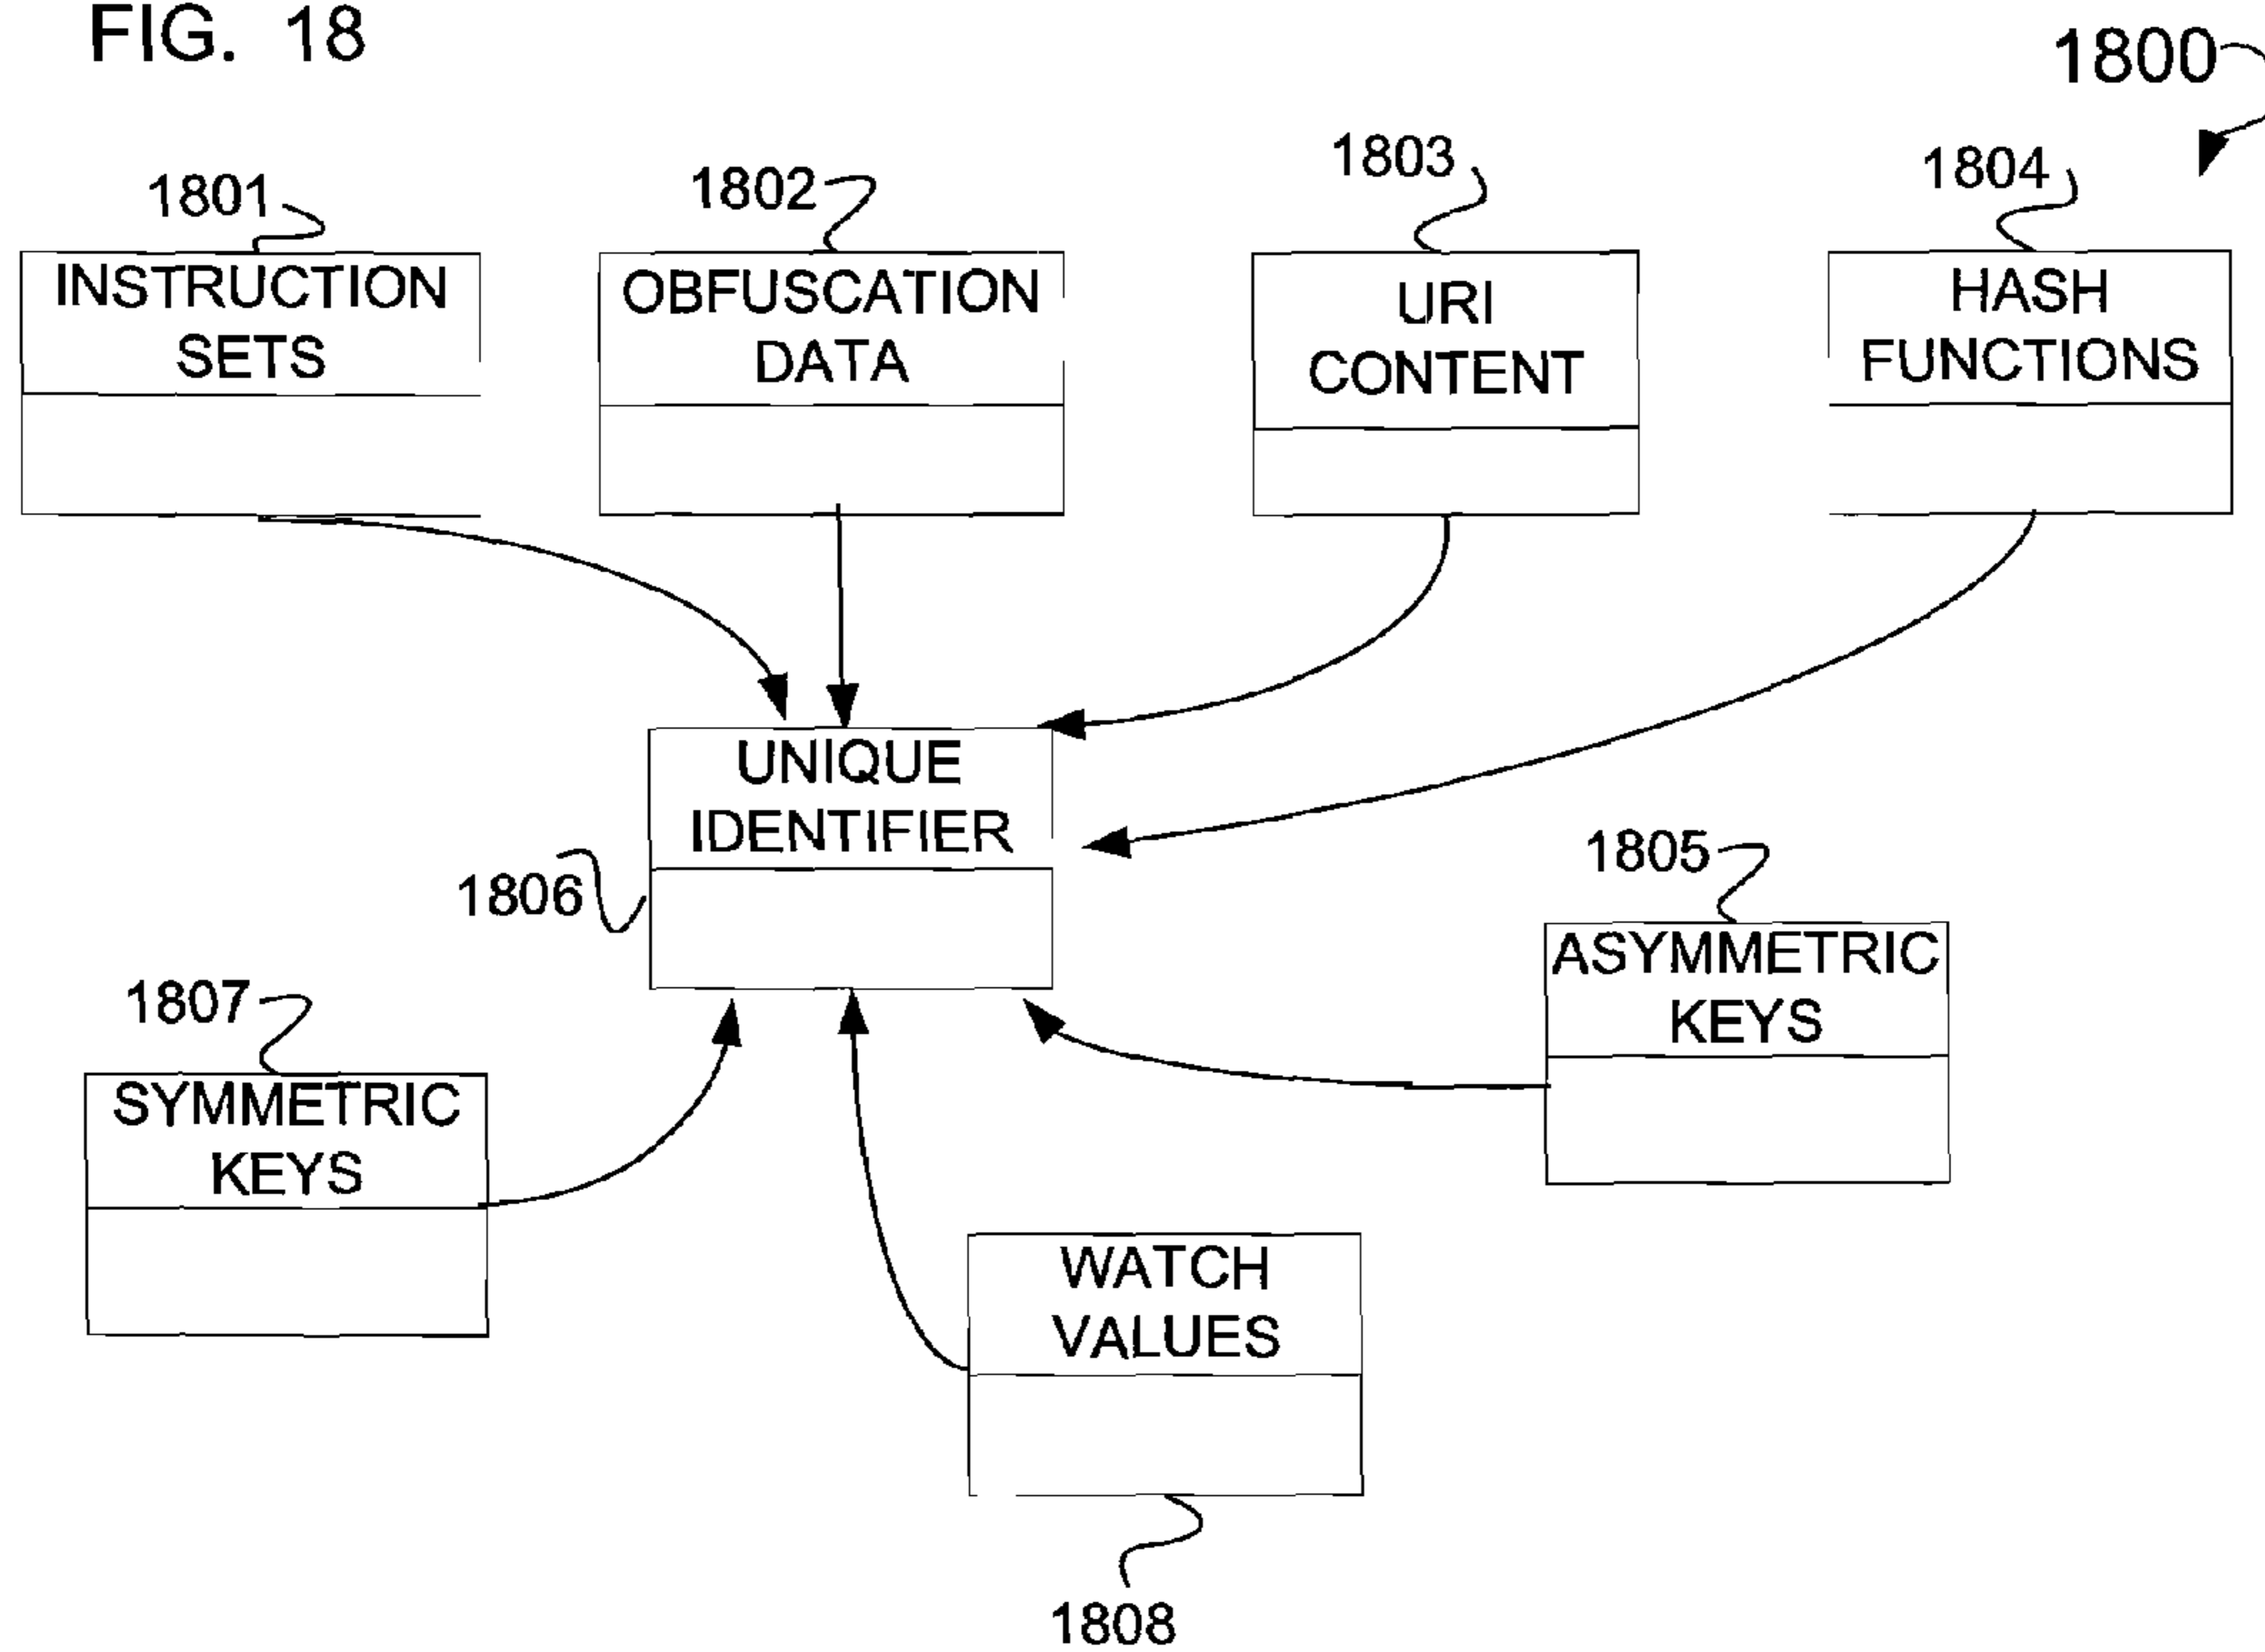 FIG. 18
1800
1801
1802
1803
1804
INSTRUCTION
SETS
OBFUSCATION
DATA
URI
CONTENT
HASH
FUNCTIONS
UNIQUE
IDENTIFIER
1806
1805
ASYMMETRIC
KEYS
1807
SYMMETRIC
KEYS
WATCH
VALUES
1808